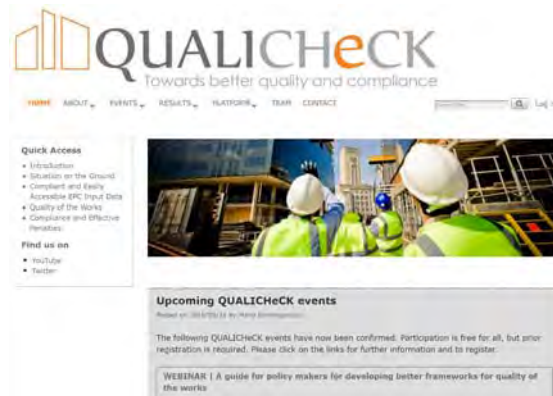 QUALICHeCK
Towards better quality and compliance
HOME ABOUT EVENTS RESULTS PLATFORM TEAM CONTACT
Quick Access
Introduction
Situation on the Ground
Compliant and Easily
Accessible EPC Input Data
Quality of the Works
Compliance and Effective
Penalties
Find us on
YouTube
Twitter
Upcoming QUALICHeCK events
Posted on by
The following QUALICHeCK events have now been confirmed. Participation is free for all, but prior
registration is required. Please click on the links for further information and to register.
WEBINAR | A guide for policy makers for developing better frameworks for quality of
the works